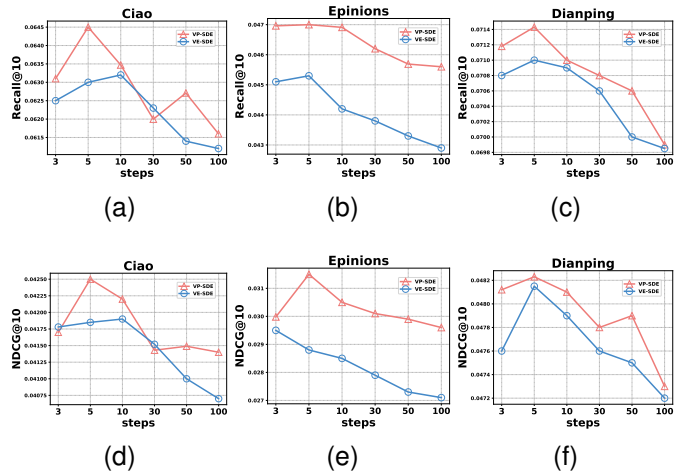 Ciao
Recall@10
0.0645
0.0640
0.0635
0.0630
0.0625
0.0620
0.0615
VP-SDE
VE-SDE
3 5 10 30 50 100
steps
(a)
Epinions
Recall@10
0.047
0.046
0.045
0.044
0.043
VP-SDE
VE-SDE
3 5 10 30 50 100
steps
(b)
Dianping
Recall@10
0.0714
0.0712
0.0710
0.0708
0.0706
0.0704
0.0702
0.0700
0.0698
VP-SDE
VE-SDE
3 5 10 30 50 100
steps
(c)
Ciao
NDCG@10
0.04250
0.04225
0.04200
0.04175
0.04150
0.04125
0.04100
0.04075
VP-SDE
VE-SDE
3 5 10 30 50 100
steps
(d)
Epinions
NDCG@10
0.031
0.030
0.029
0.028
0.027
VP-SDE
VE-SDE
3 5 10 30 50 100
steps
(e)
Dianping
NDCG@10
0.0482
0.0480
0.0478
0.0476
0.0474
0.0472
VP-SDE
VE-SDE
3 5 10 30 50 100
steps
(f)